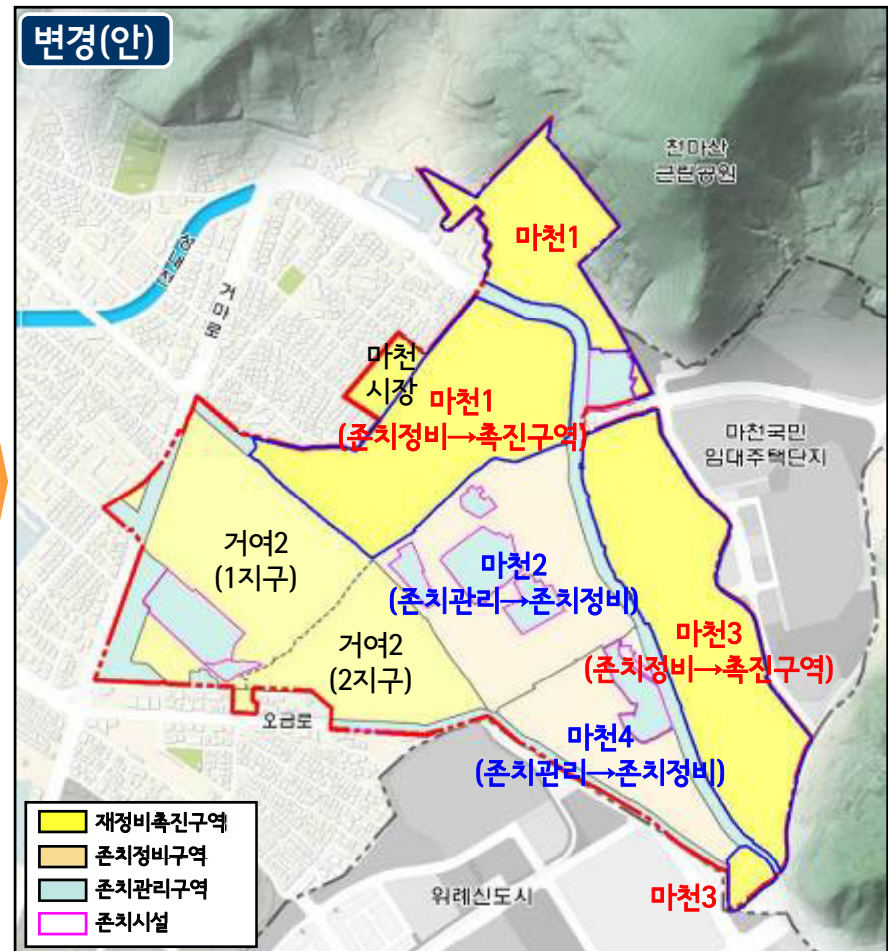 변경(안)
천마산
근린공원
마천1
성내천
거마로
마천
시장
마천1
(존치정비→촉진구역)
마천국민
임대주택단지
거여2
(1지구)
마천2
(존치관리→존치정비)
거여2
(2지구)
마천3
(존치정비→촉진구역)
오금로
마천4
(존치관리→존치정비)
재정비촉진구역
존치정비구역
존치관리구역
존치시설
위례신도시
마천3